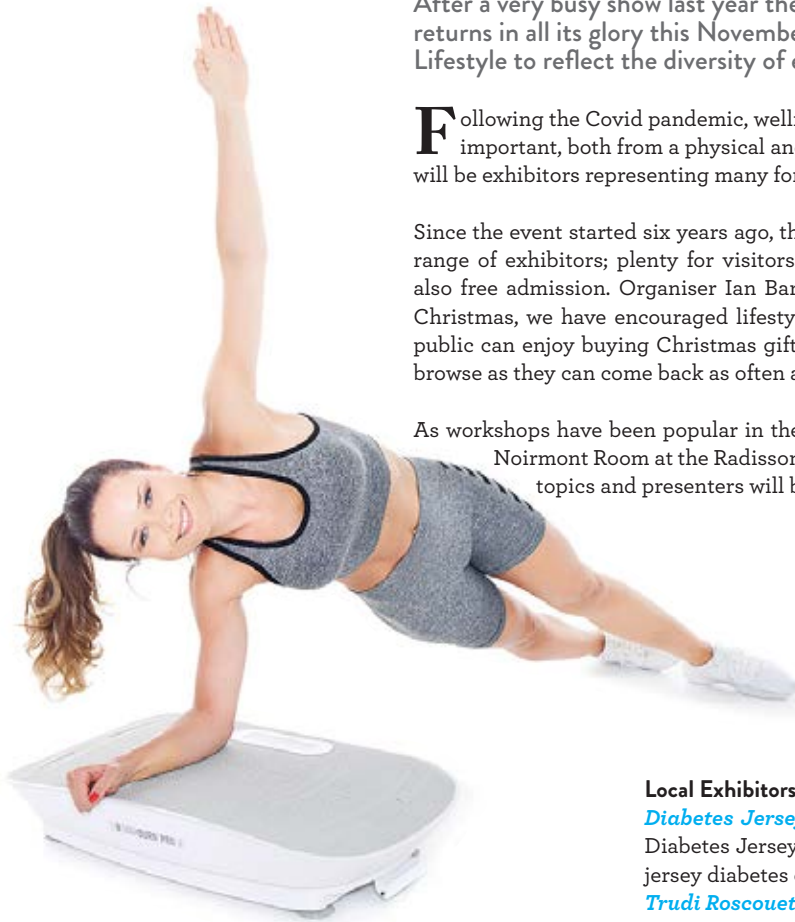 After a very busy show last year the
returns in all its glory this Novembe
Lifestyle to reflect the diversity of e
Following the Covid pandemic, well
important, both from a physical an
will be exhibitors representing many for
Since the event started six years ago, th
range of exhibitors; plenty for visitors
also free admission. Organiser Ian Bar
Christmas, we have encouraged lifesty
public can enjoy buying Christmas gift
browse as they can come back as often a
As workshops have been popular in the
Noirmont Room at the Radisson
topics and presenters will b
Local Exhibitors
Diabetes Jersey
Diabetes Jersey
jersey diabetes
Trudi Roscouet